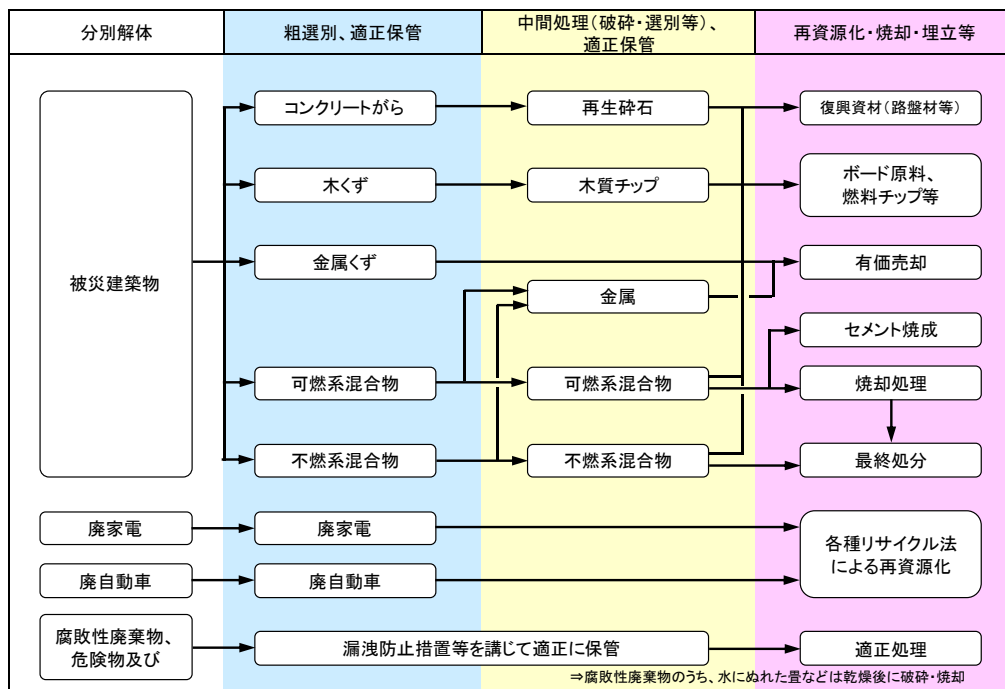 分別解体
粗選別、適正保管
中間処理（破砕・選別等）、
適正保管
再資源化・焼却・埋立等
被災建築物
コンクリートがら
再生砕石
復興資材（路盤材等）
木くず
木質チップ
ボード原料、
燃料チップ等
金属くず
有価売却
金属
セメント焼成
可燃系混合物
可燃系混合物
焼却処理
不燃系混合物
不燃系混合物
最終処分
廃家電
廃家電
各種リサイクル法
による再資源化
廃自動車
廃自動車
腐敗性廃棄物、
危険物及び
漏洩防止措置等を講じて適正に保管
適正処理
⇒腐敗性廃棄物のうち、水にぬれた畳などは乾燥後に破砕・焼却